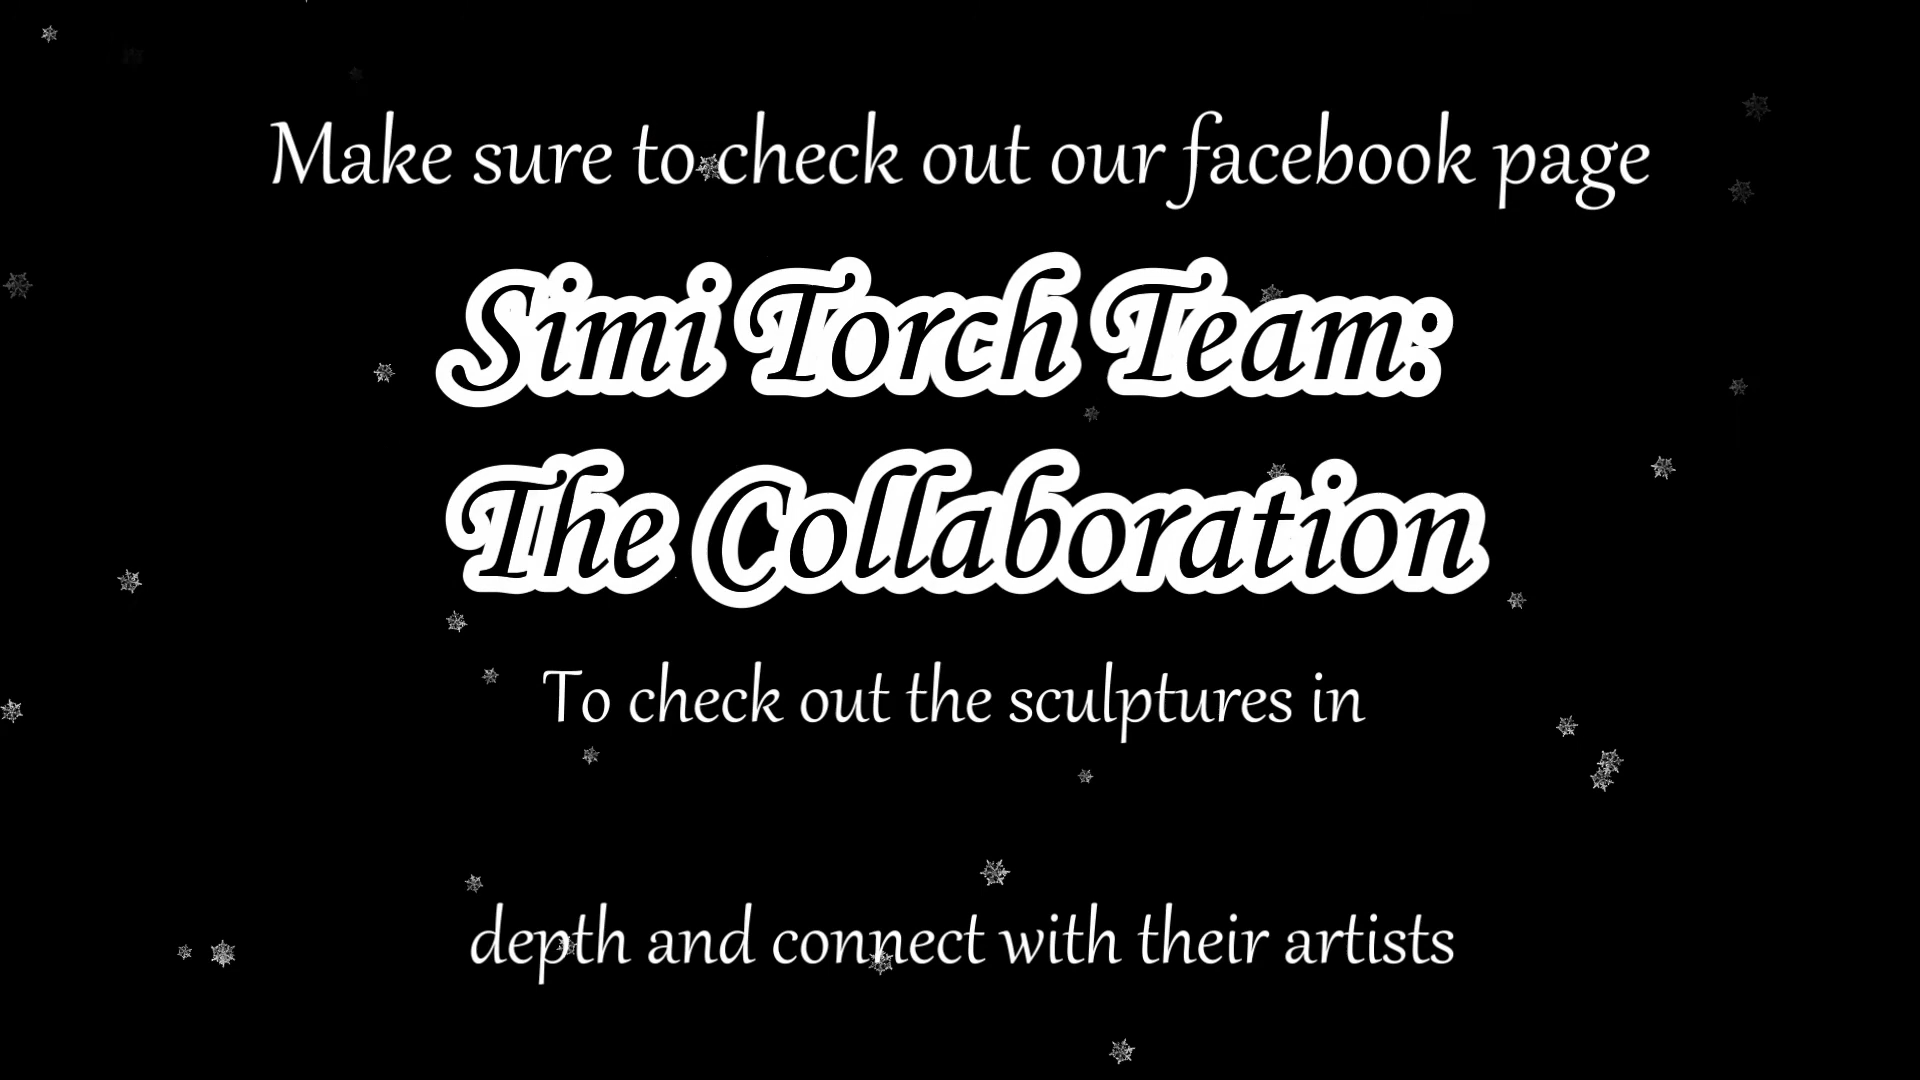 Make sure to check out our facebook page
Simi Torch Team:
The Collaboration
To check out the sculptures in
depth and connect with their artists